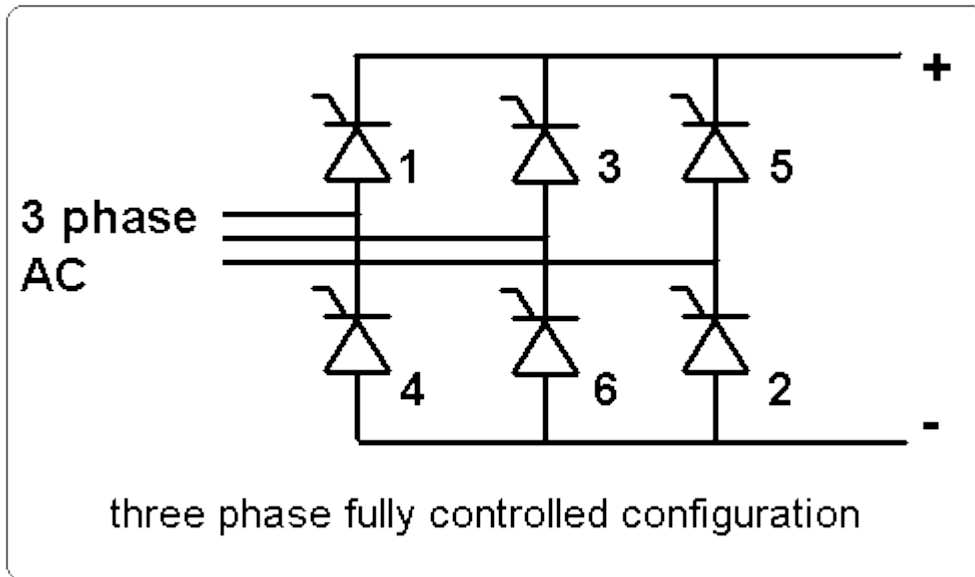 +
1 3 5
3 phase
AC
4 6 2
-
three phase fully controlled configuration